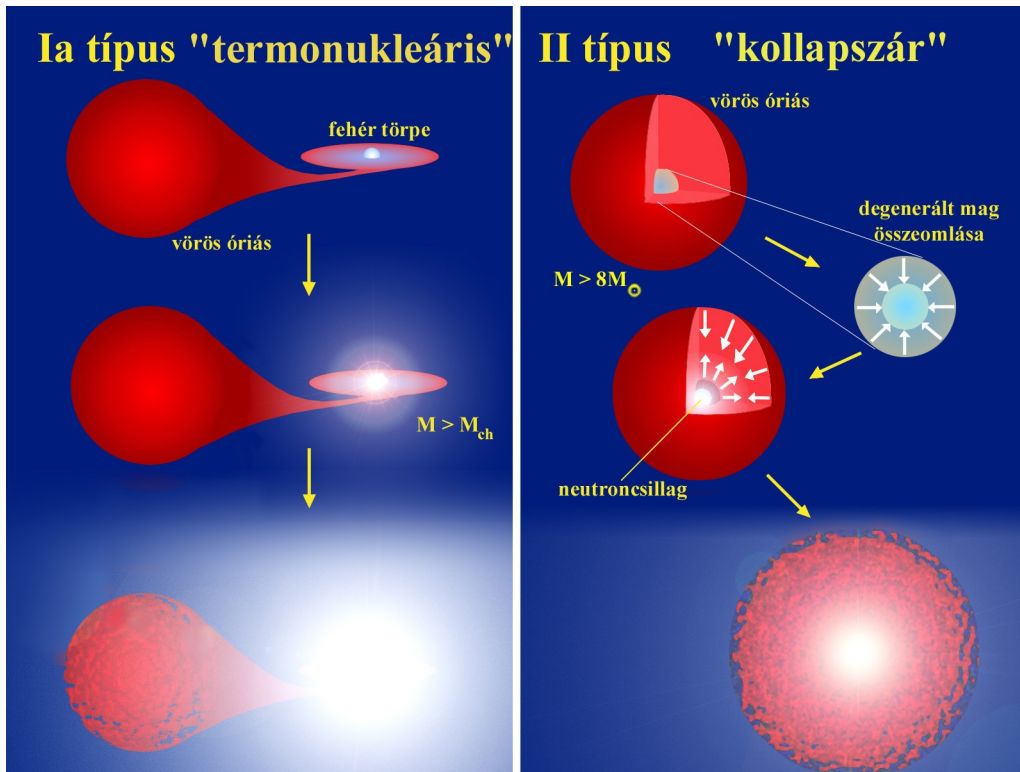 Ia típus "termonukleáris"
fehér törpe
vörös óriás
M > Mch
II típus "kollapszár"
vörös óriás
degenerált mag
összeomlása
M > 8M☉
neutroncsillag